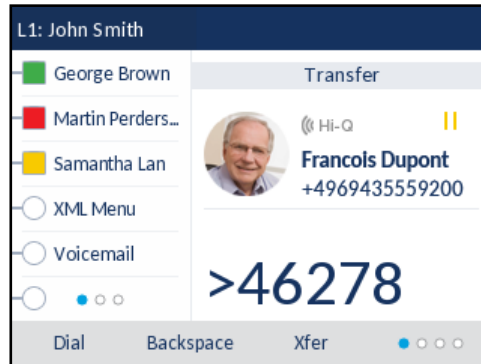 L1: John Smith
George Brown
Martin Perders...
Samantha Lan
XML Menu
Voicemail
Transfer
Hi-Q
Francois Dupont
+4969435559200
>46278
Dial Backspace Xfer